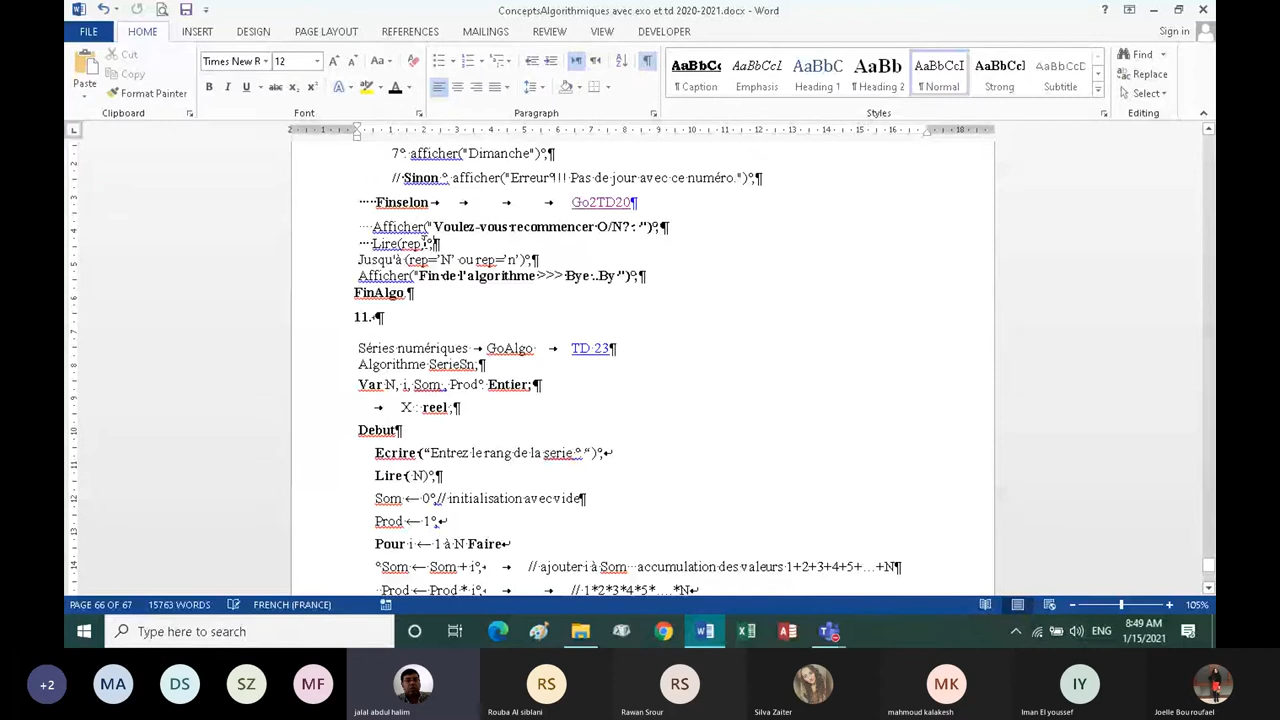 ConceptsAlgorithmiques avec exo et td 2020-2021.docx - Word
FILE HOME INSERT DESIGN PAGE LAYOUT REFERENCES MAILINGS REVIEW VIEW DEVELOPER Sign in
Paste
Cut
Copy
Format Painter
Clipboard
Times New R 12
Font
Paragraph
AaBbCc AaBbCcL AaBbC AaBb AaBbCcI AaBbCcl AaBbCcD
Caption Emphasis Heading 1 ¶ Heading 2 ¶ Normal Strong Subtitle
Styles
Find
Replace
Select
Editing
7° : afficher("Dimanche")°;¶
// Sinon ° : afficher("Erreur°!!! Pas de jour avec ce numéro.")°;¶
Finselon → → → → Go2TD20¶
Afficher("Voulez-vous recommencer O/N? : ")°;¶
Lire(rep)°;¶
Jusqu'à (rep='N' ou rep='n')°;¶
Afficher("Fin de l'algorithme >>> Bye..By")°;¶
FinAlgo ¶
11. ¶
Séries numériques → GoAlgo → TD 23¶
Algorithme SerieSn;¶
Var N, i, Som , Prod° : Entier;¶
→ X : reel ;¶
Debut¶
Ecrire (“Entrez le rang de la serie ° “)°;
Lire ( N)°;¶
Som ← 0°;// initialisation avec vide¶
Prod ← 1°;
Pour i ← 1 à N Faire
°Som ← Som + i°; → // ajouter i à Som accumulation des valeurs 1+2+3+4+5+…+N¶
Prod ← Prod * i°; → → // 1*2*3*4*5*….*N
PAGE 66 OF 67 15763 WORDS FRENCH (FRANCE) 105%
Type here to search
ENG
8:49 AM
1/15/2021
+2 MA DS SZ MF RS RS MK IY
jalal abdul halim Rouba Al siblani Rawan Srour Silva Zaiter mahmoud kalakesh Iman El youssef Joelle Bou roufael